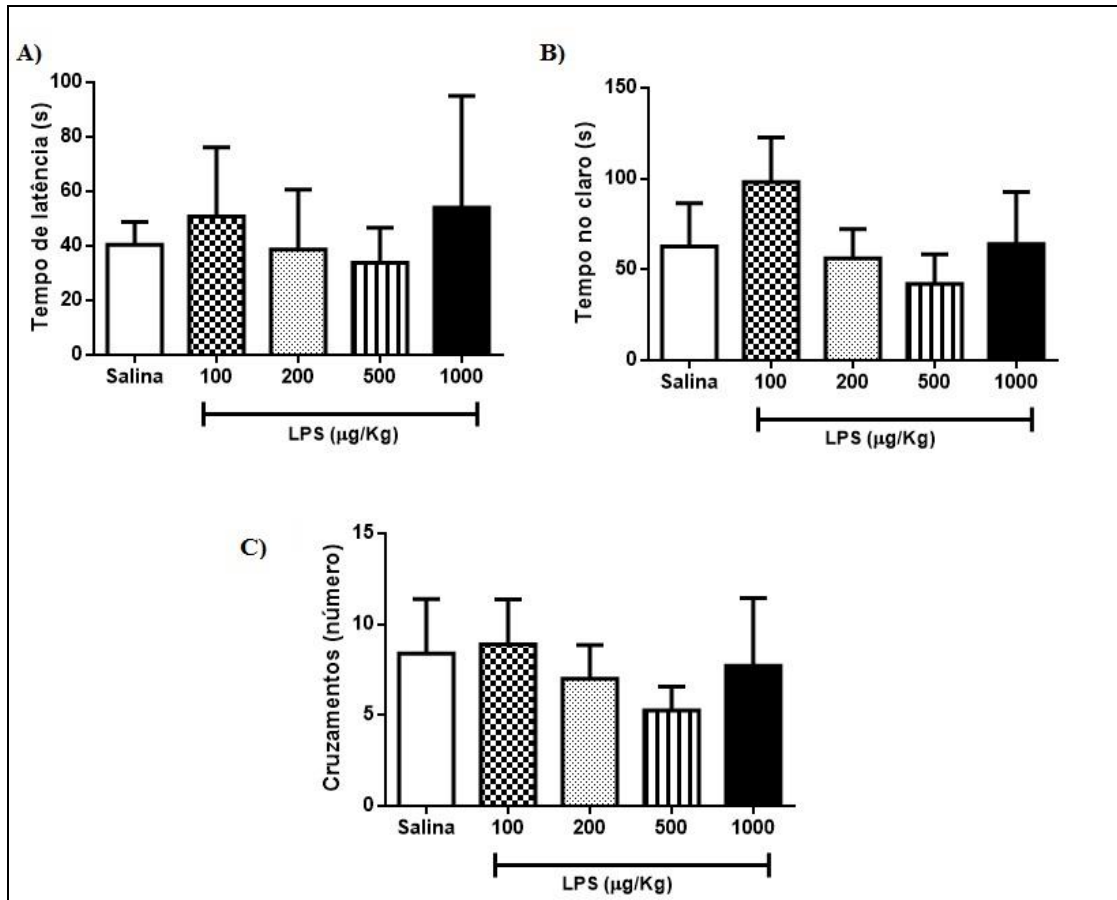 A)
Tempo de latência (s)
100
80
60
40
20
0
Salina 100 200 500 1000
LPS (µg/Kg)
B)
Tempo no claro (s)
150
100
50
0
Salina 100 200 500 1000
LPS (µg/Kg)
C)
Cruzamentos (número)
15
10
5
0
Salina 100 200 500 1000
LPS (µg/Kg)